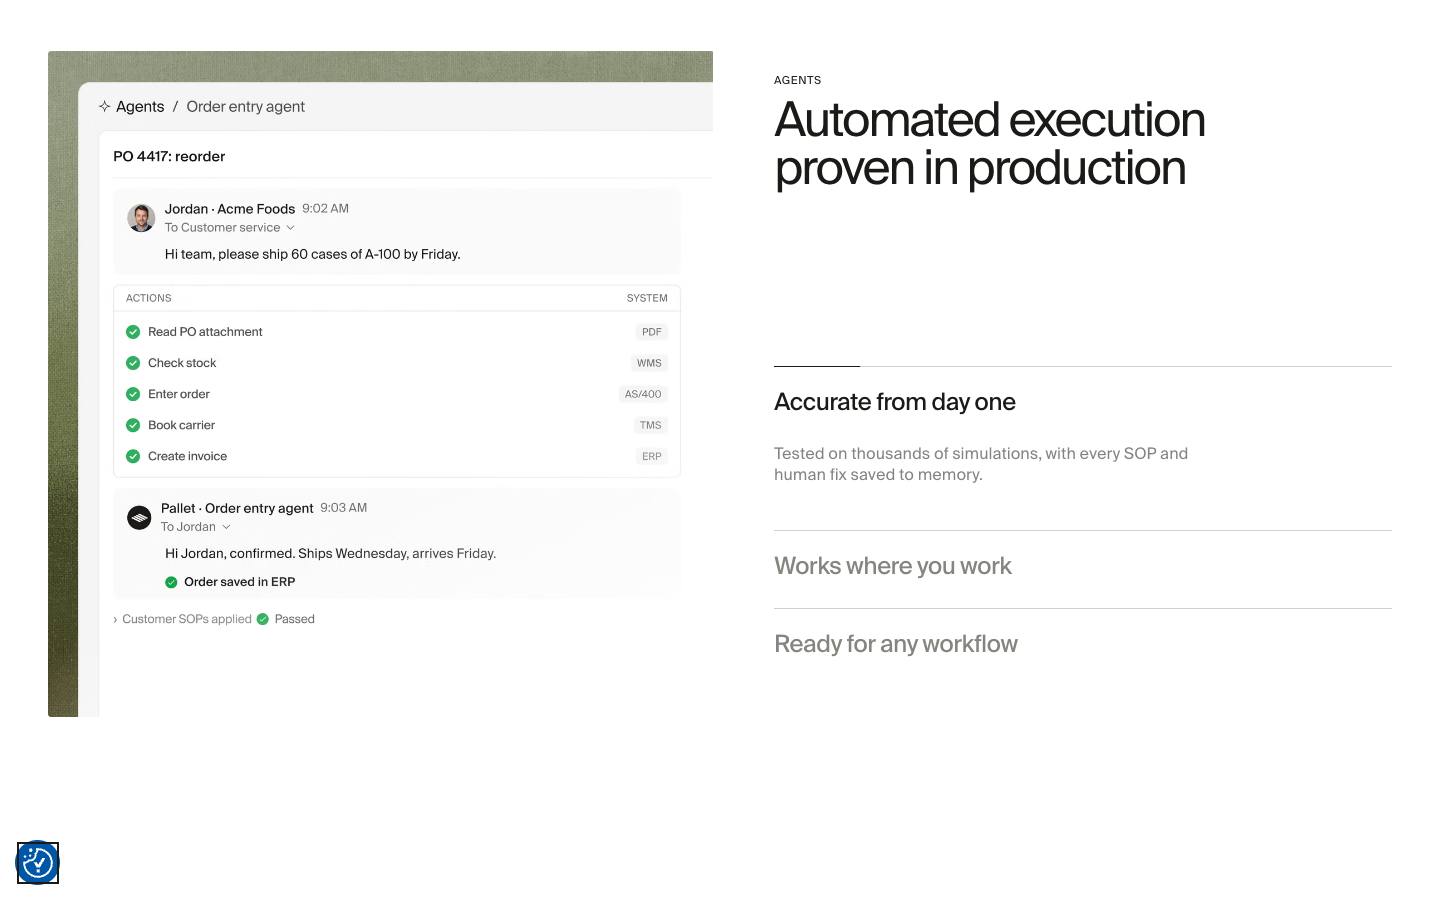 Agents / Order entry agent
PO 4417: reorder
Jordan · Acme Foods 9:02 AM
To Customer service
Hi team, please ship 60 cases of A-100 by Friday.
ACTIONS SYSTEM
Read PO attachment PDF
Check stock WMS
Enter order AS/400
Book carrier TMS
Create invoice ERP
Pallet · Order entry agent 9:03 AM
To Jordan
Hi Jordan, confirmed. Ships Wednesday, arrives Friday.
Order saved in ERP
› Customer SOPs applied Passed
AGENTS
Automated execution
proven in production
Accurate from day one
Tested on thousands of simulations, with every SOP and
human fix saved to memory.
Works where you work
Ready for any workflow